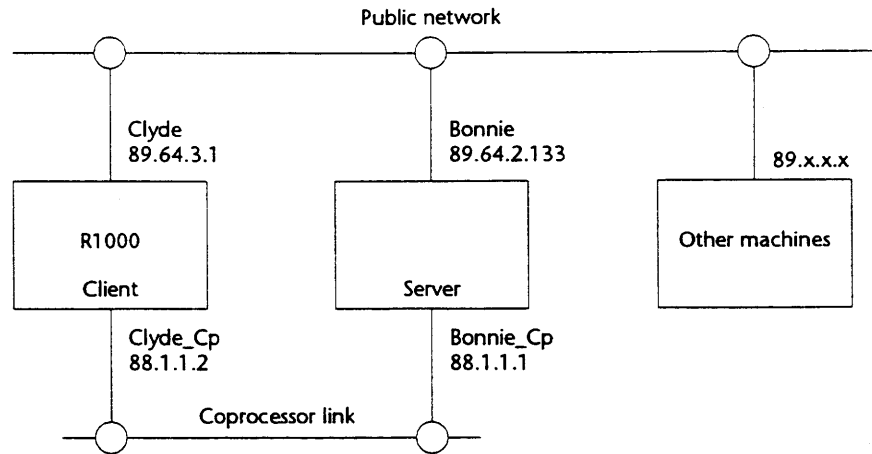 Public network
Clyde
89.64.3.1
Bonnie
89.64.2.133
89.x.x.x
R1000
Client
Server
Other machines
Clyde_Cp
88.1.1.2
Bonnie_Cp
88.1.1.1
Coprocessor link